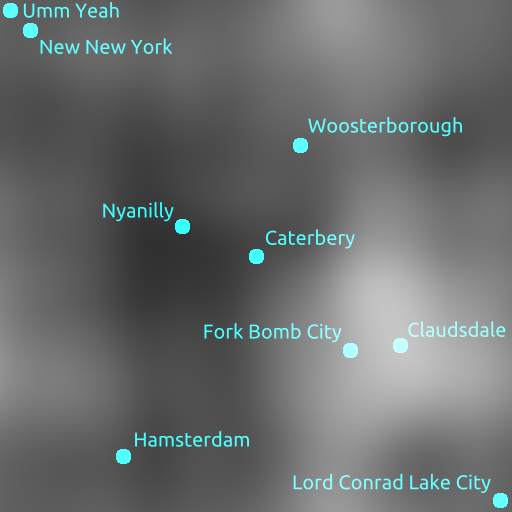 Umm Yeah
New New York
Woosterborough
Nyanilly
Caterbery
Fork Bomb City
Claudsdale
Hamsterdam
Lord Conrad Lake City